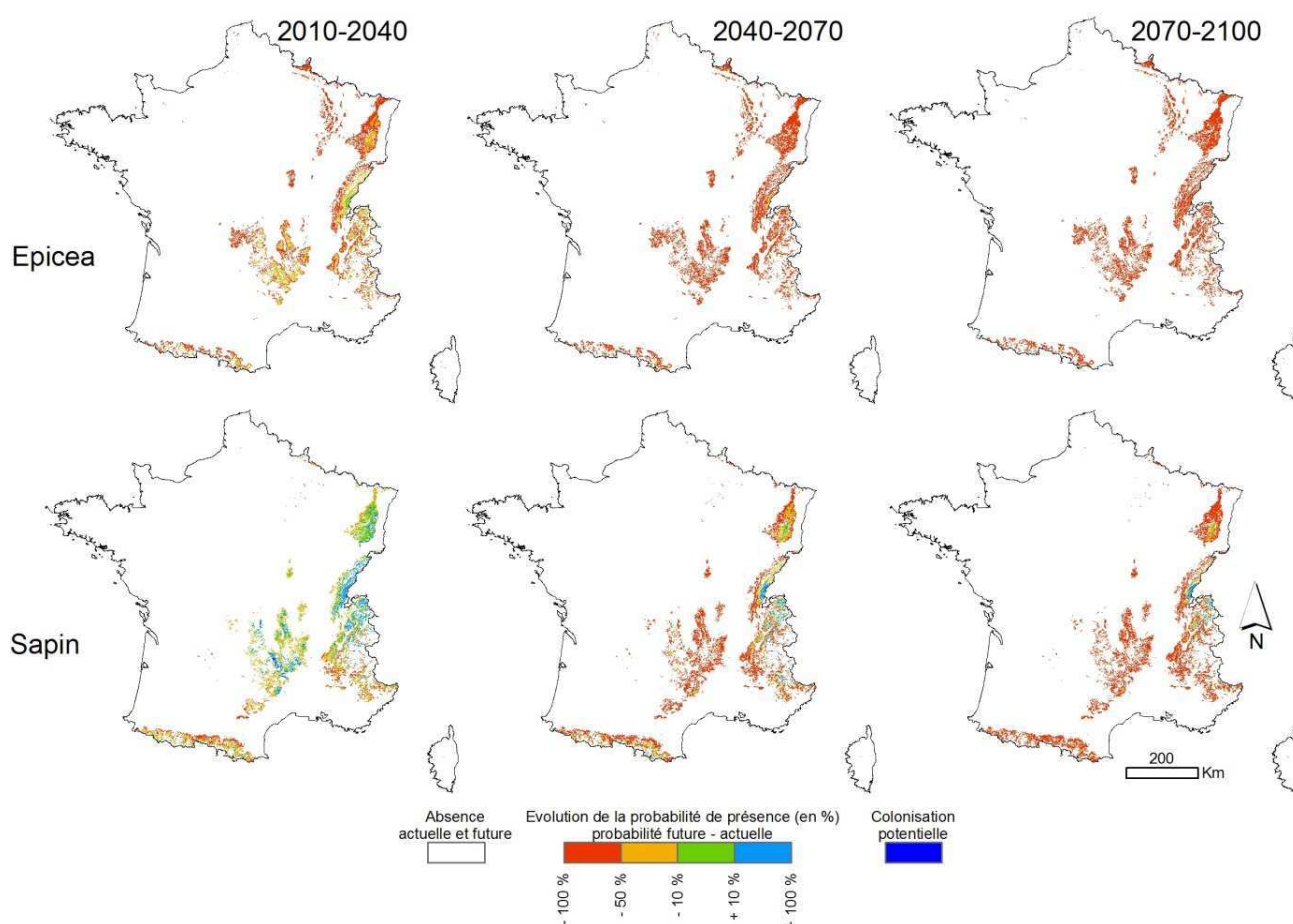 2010-2040
2040-2070
2070-2100
Epicea
Sapin
N
200
Km
Absence
actuelle et future
Evolution de la probabilité de présence (en %)
probabilité future - actuelle
Colonisation
potentielle
- 100 %
- 50 %
- 10 %
+ 10 %
- 100 %